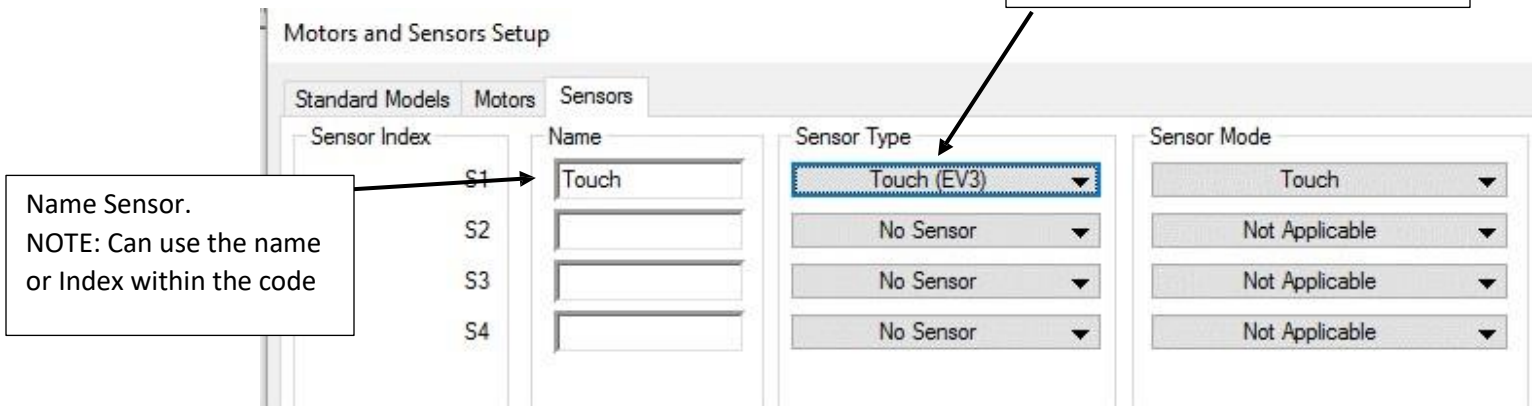 Motors and Sensors Setup
Standard Models Motors Sensors
Sensor Index Name Sensor Type Sensor Mode
S1 Touch Touch (EV3) Touch
S2 No Sensor Not Applicable
S3 No Sensor Not Applicable
S4 No Sensor Not Applicable
Name Sensor.
NOTE: Can use the name
or Index within the code